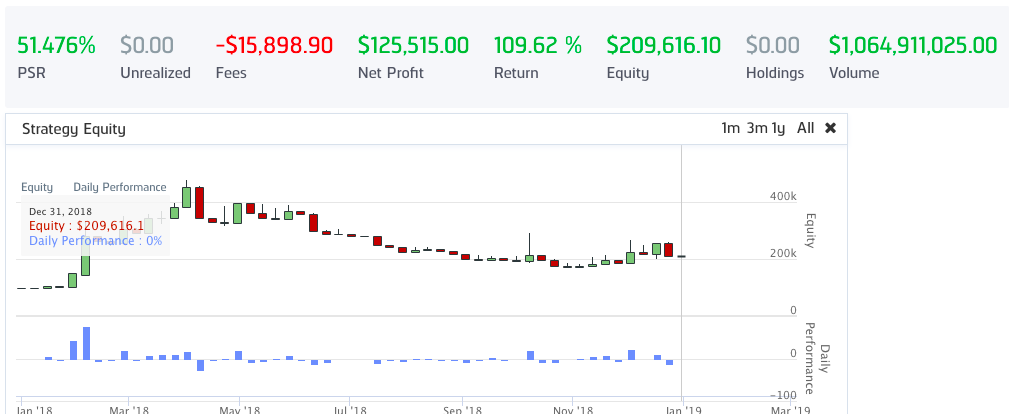 51.476% $0.00 -$15,898.90 $125,515.00 109.62 % $209,616.10 $0.00 $1,064,911,025.00
PSR Unrealized Fees Net Profit Return Equity Holdings Volume
Strategy Equity 1m 3m 1y All ✖
Equity Daily Performance
Dec 31, 2018
Equity : $209,616.1
Daily Performance : 0%
400k
200k
0
Equity
0
-100
Daily Performance
Jan '18 Mar '18 May '18 Jul '18 Sep '18 Nov '18 Jan '19 Mar '19